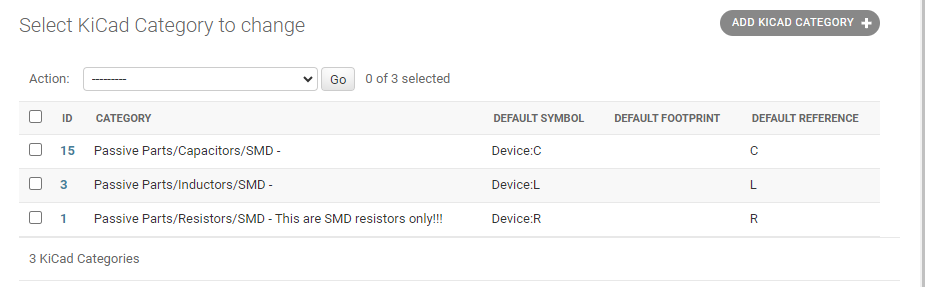 Select KiCad Category to change
ADD KICAD CATEGORY +
Action: --------- Go 0 of 3 selected
ID CATEGORY DEFAULT SYMBOL DEFAULT FOOTPRINT DEFAULT REFERENCE
15 Passive Parts/Capacitors/SMD - Device:C C
3 Passive Parts/Inductors/SMD - Device:L L
1 Passive Parts/Resistors/SMD - This are SMD resistors only!!! Device:R R
3 KiCad Categories